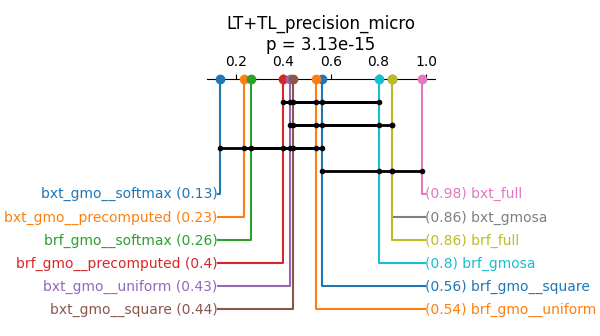 LT+TL_precision_micro
p = 3.13e-15
0.2 0.4 0.6 0.8 1.0
bxt_gmo__softmax (0.13) (0.98) bxt_full
bxt_gmo__precomputed (0.23) (0.86) bxt_gmosa
brf_gmo__softmax (0.26) (0.86) brf_full
brf_gmo__precomputed (0.4) (0.8) brf_gmosa
bxt_gmo__uniform (0.43) (0.56) brf_gmo__square
bxt_gmo__square (0.44) (0.54) brf_gmo__uniform